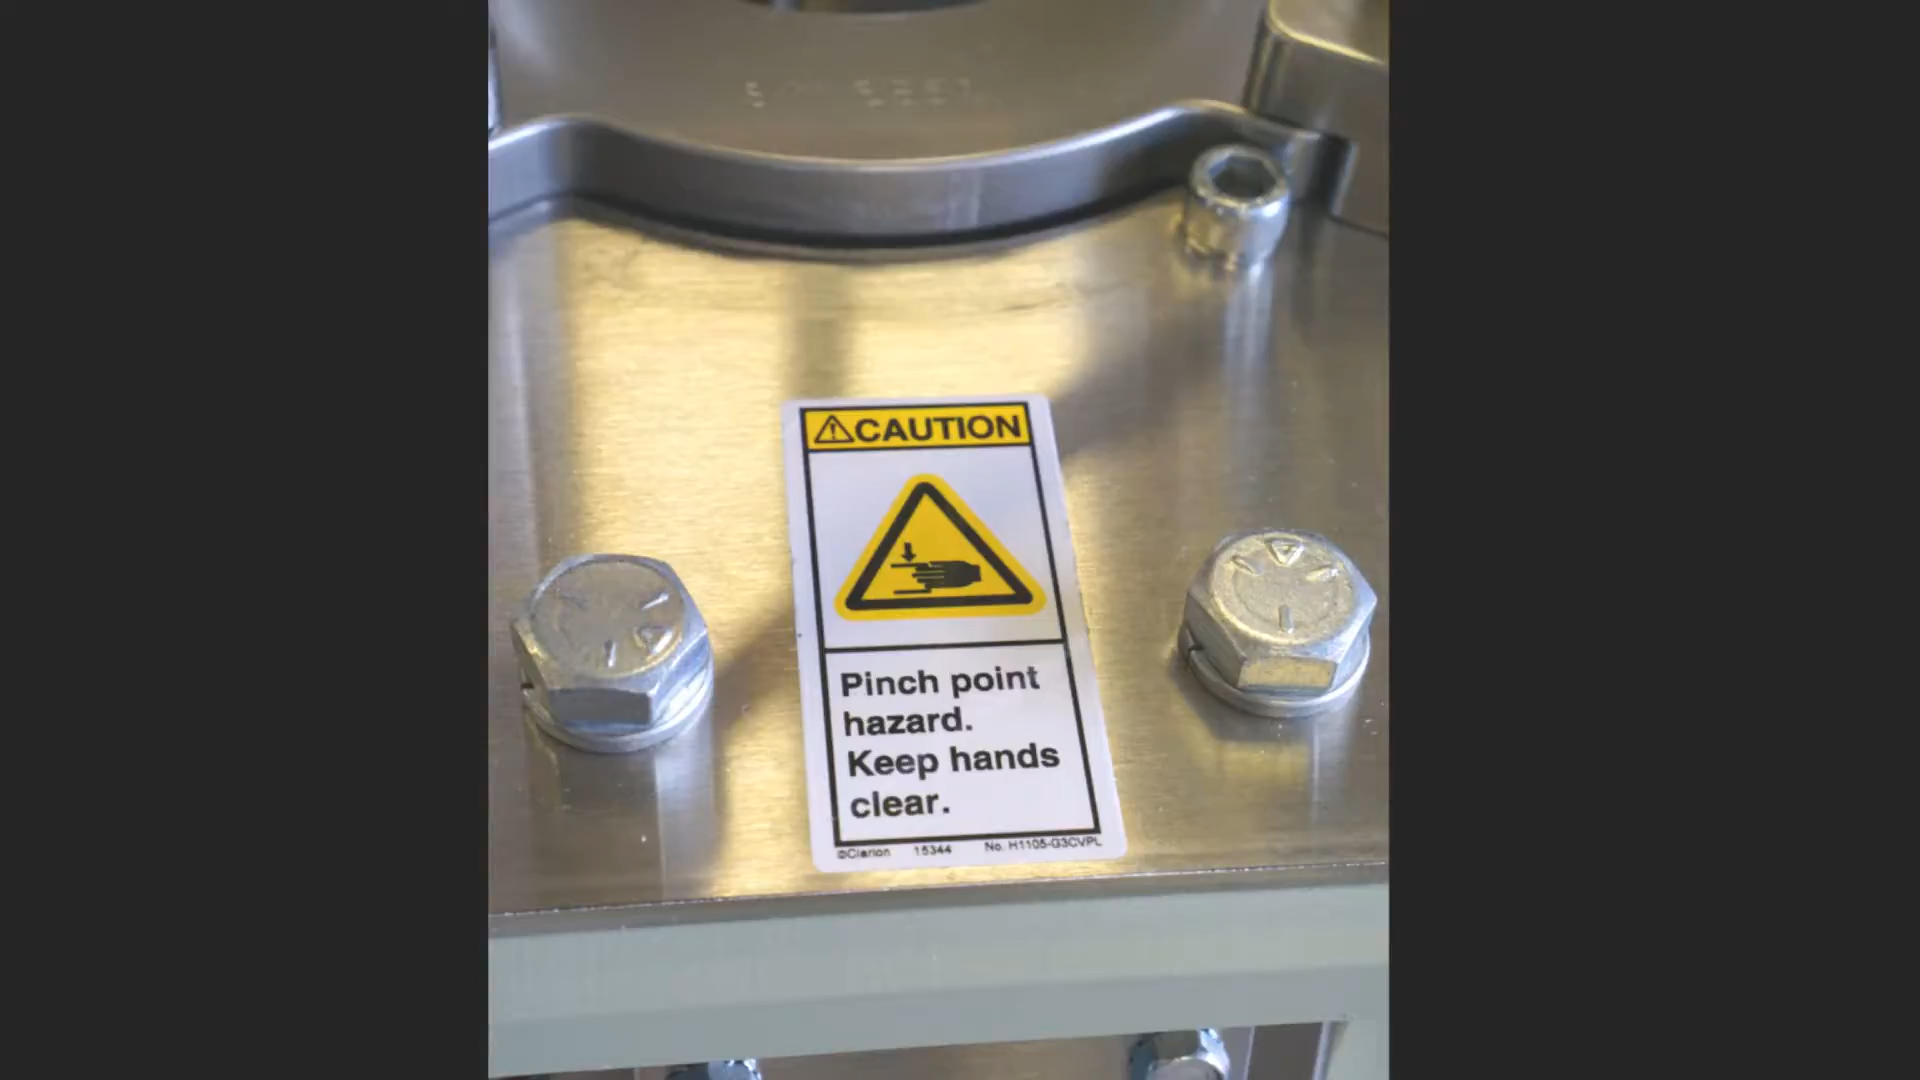 CAUTION
Pinch point
hazard.
Keep hands
clear.
©Clarion 15344 No. H1105-G3CVPL